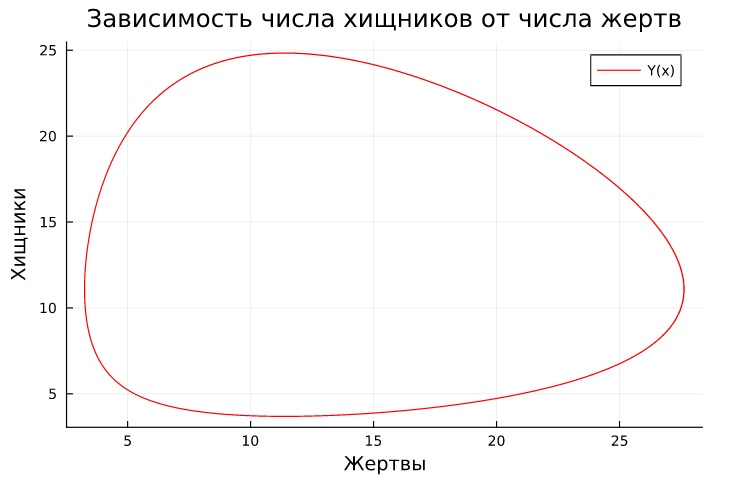 Зависимость числа хищников от числа жертв
Y(x)
25
20
15
10
5
Хищники
5 10 15 20 25
Жертвы